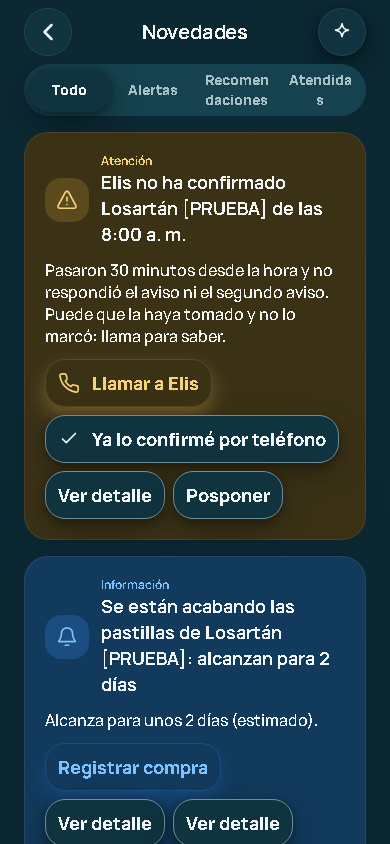 Novedades
Todo
Alertas
Recomen
daciones
Atendida
s
Atención
Elis no ha confirmado
Losartán [PRUEBA] de las
8:00 a. m.
Pasaron 30 minutos desde la hora y no
respondió el aviso ni el segundo aviso.
Puede que la haya tomado y no lo
marcó: llama para saber.
Llamar a Elis
Ya lo confirmé por teléfono
Ver detalle
Posponer
Información
Se están acabando las
pastillas de Losartán
[PRUEBA]: alcanzan para 2
días
Alcanza para unos 2 días (estimado).
Registrar compra
Ver detalle
Ver detalle